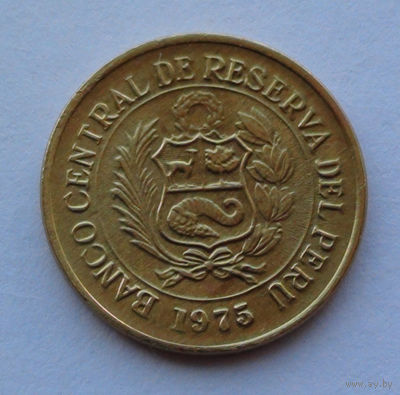 BANCO CENTRAL DE RESERVA DEL PERU
1975
www.ay.by